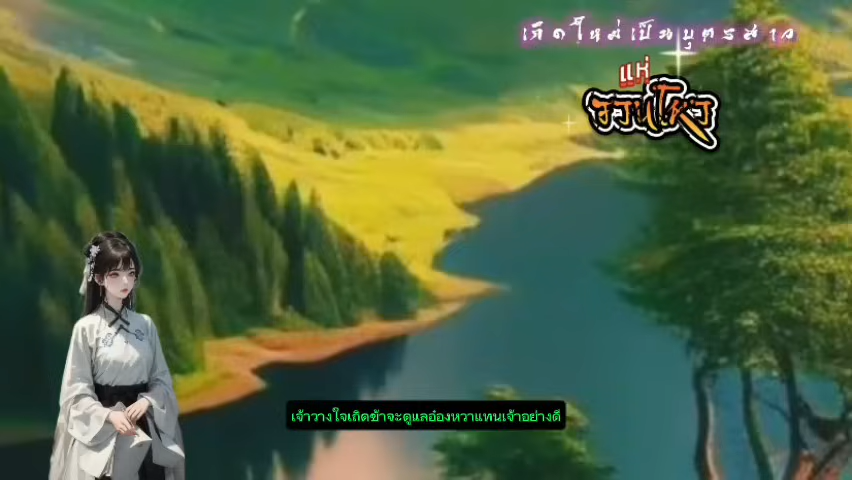 เกิดใหม่เป็นบุตรสาว
แห่
ฮวนโหว
เจ้าวางใจเถิดข้าจะดูแลอ๋องหวาแทนเจ้าอย่างดี